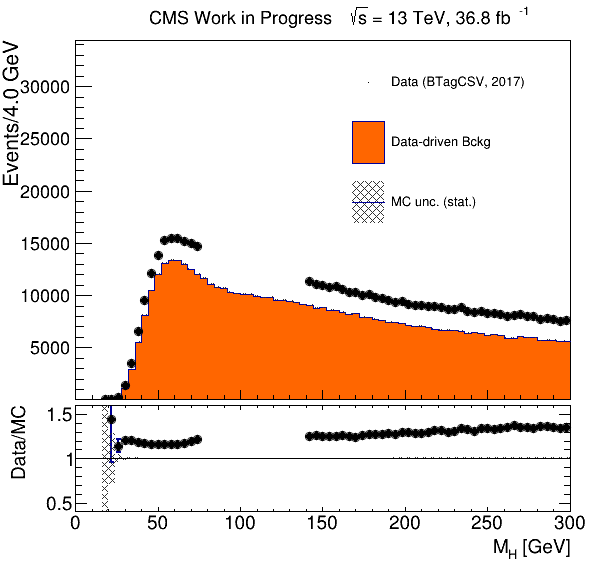 CMS Work in Progress √s = 13 TeV, 36.8 fb -1
Events/4.0 GeV
30000
25000
20000
15000
10000
5000
Data (BTagCSV, 2017)
Data-driven Bckg
MC unc. (stat.)
Data/MC
1.5
1
0.5
0 50 100 150 200 250 300
M_H [GeV]